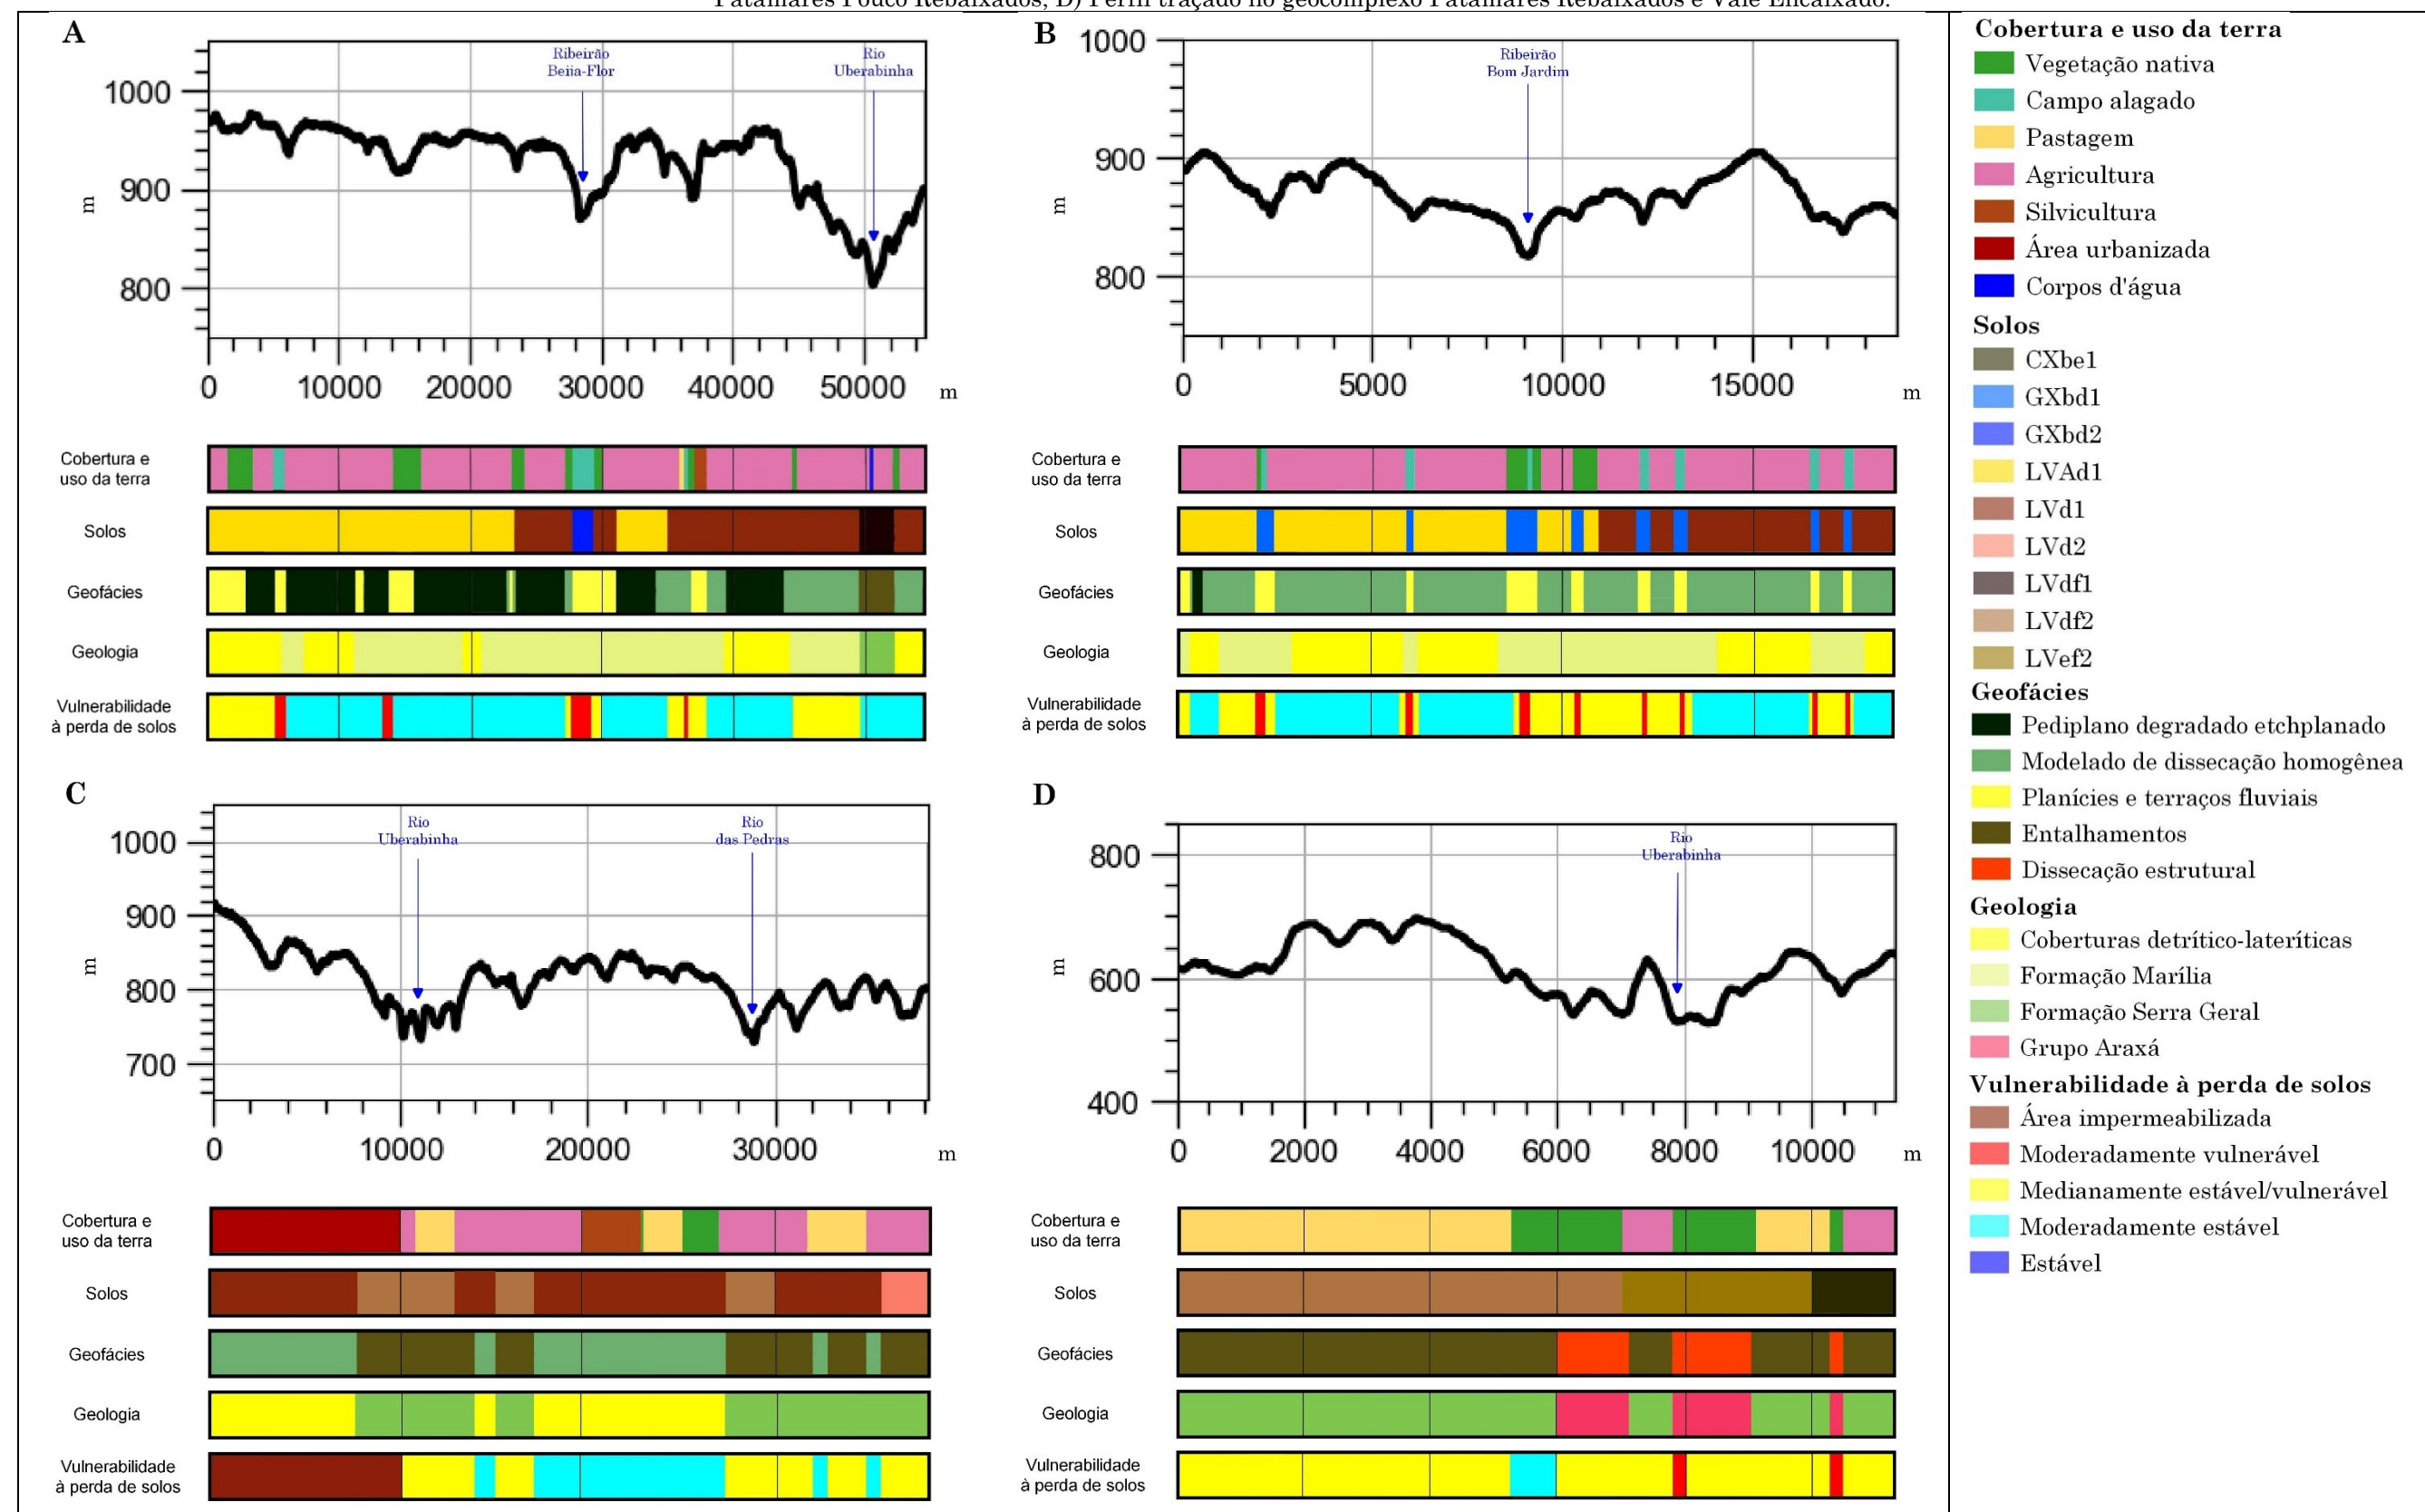 Patamares Pouco Rebaixados; D) Perfil traçado no geocomplexo Patamares Rebaixados e Vale Encaixado.
A
Ribeirão
Beija-Flor
Rio
Uberabinha
1000
900
800
m
0 10000 20000 30000 40000 50000 m
Cobertura e
uso da terra
Solos
Geofácies
Geologia
Vulnerabilidade
à perda de solos
B
Ribeirão
Bom Jardim
1000
900
800
m
0 5000 10000 15000 m
Cobertura e
uso da terra
Solos
Geofácies
Geologia
Vulnerabilidade
à perda de solos
C
Rio
Uberabinha
Rio
das Pedras
1000
900
800
700
m
0 10000 20000 30000 m
Cobertura e
uso da terra
Solos
Geofácies
Geologia
Vulnerabilidade
à perda de solos
D
Rio
Uberabinha
800
600
400
m
0 2000 4000 6000 8000 10000 m
Cobertura e
uso da terra
Solos
Geofácies
Geologia
Vulnerabilidade
à perda de solos
Cobertura e uso da terra
Vegetação nativa
Campo alagado
Pastagem
Agricultura
Silvicultura
Área urbanizada
Corpos d'água
Solos
CXbe1
GXbd1
GXbd2
LVAd1
LVd1
LVd2
LVdf1
LVdf2
LVef2
Geofácies
Pediplano degradado etchplanado
Modelado de dissecação homogênea
Planícies e terraços fluviais
Entalhamentos
Dissecação estrutural
Geologia
Coberturas detrítico-lateríticas
Formação Marília
Formação Serra Geral
Grupo Araxá
Vulnerabilidade à perda de solos
Área impermeabilizada
Moderadamente vulnerável
Medianamente estável/vulnerável
Moderadamente estável
Estável